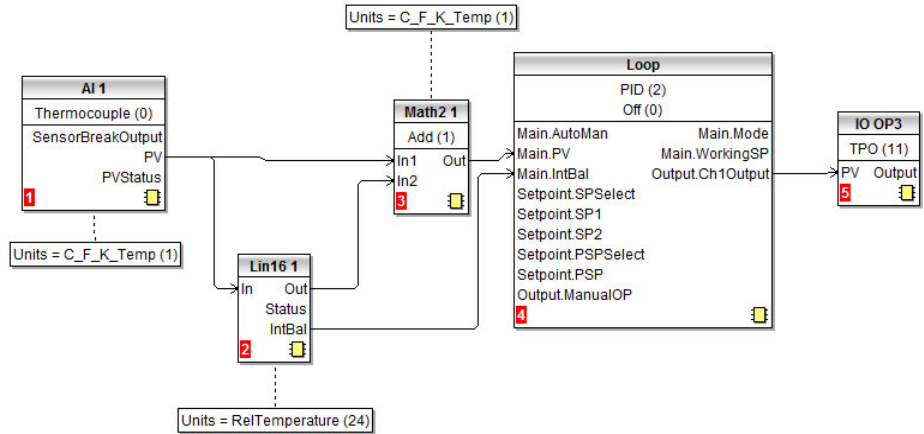 Units = C_F_K_Temp (1)
AI 1
Thermocouple (0)
SensorBreakOutput
PV
PVStatus
1
Units = C_F_K_Temp (1)
Lin16 1
In Out
Status
IntBal
2
Units = RelTemperature (24)
Math2 1
Add (1)
In1 Out
In2
3
Loop
PID (2)
Off (0)
Main.AutoMan Main.Mode
Main.PV Main.WorkingSP
Main.IntBal Output.Ch1Output
Setpoint.SPSelect
Setpoint.SP1
Setpoint.SP2
Setpoint.PSPSelect
Setpoint.PSP
Output.ManualOP
4
IO OP3
TPO (11)
PV Output
5